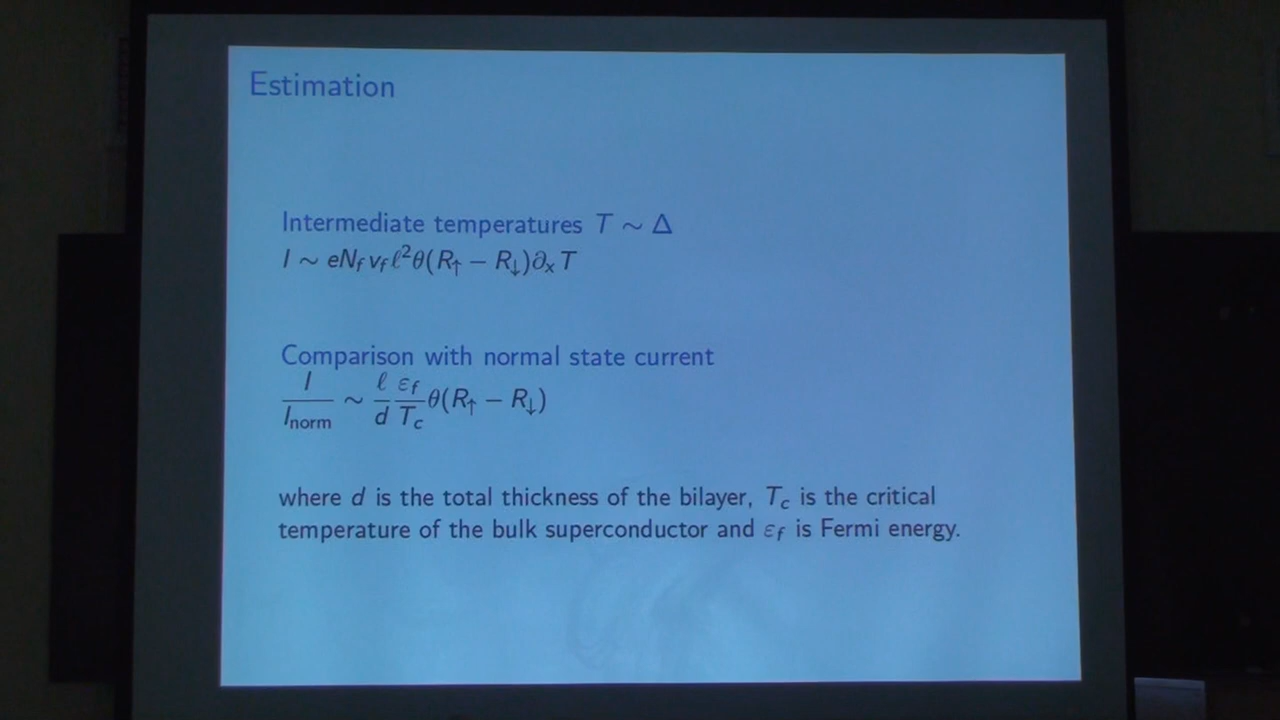 Estimation
Intermediate temperatures T ∼ Δ
I ∼ eN_f v_f ℓ²θ(R↑ − R↓)∂ₓT
Comparison with normal state current
I/I_norm ∼ ℓ/d ε_f/T_c θ(R↑ − R↓)
where d is the total thickness of the bilayer, T_c is the critical
temperature of the bulk superconductor and ε_f is Fermi energy.